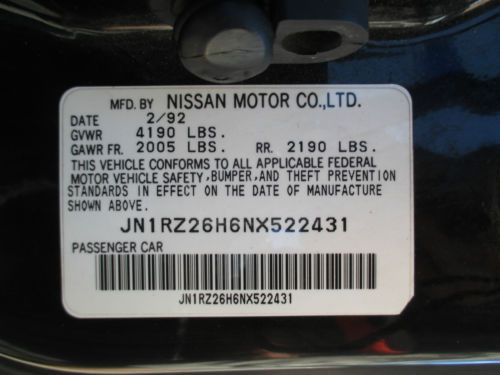 MFD. BY NISSAN MOTOR CO.,LTD.
DATE 2/92
GVWR 4190 LBS.
GAWR FR. 2005 LBS. RR. 2190 LBS.
THIS VEHICLE CONFORMS TO ALL APPLICABLE FEDERAL
MOTOR VEHICLE SAFETY, BUMPER, AND THEFT PREVENTION
STANDARDS IN EFFECT ON THE DATE OF MANUFACTURE
SHOWN ABOVE.
JN1RZ26H6NX522431
PASSENGER CAR
JN1RZ26H6NX522431